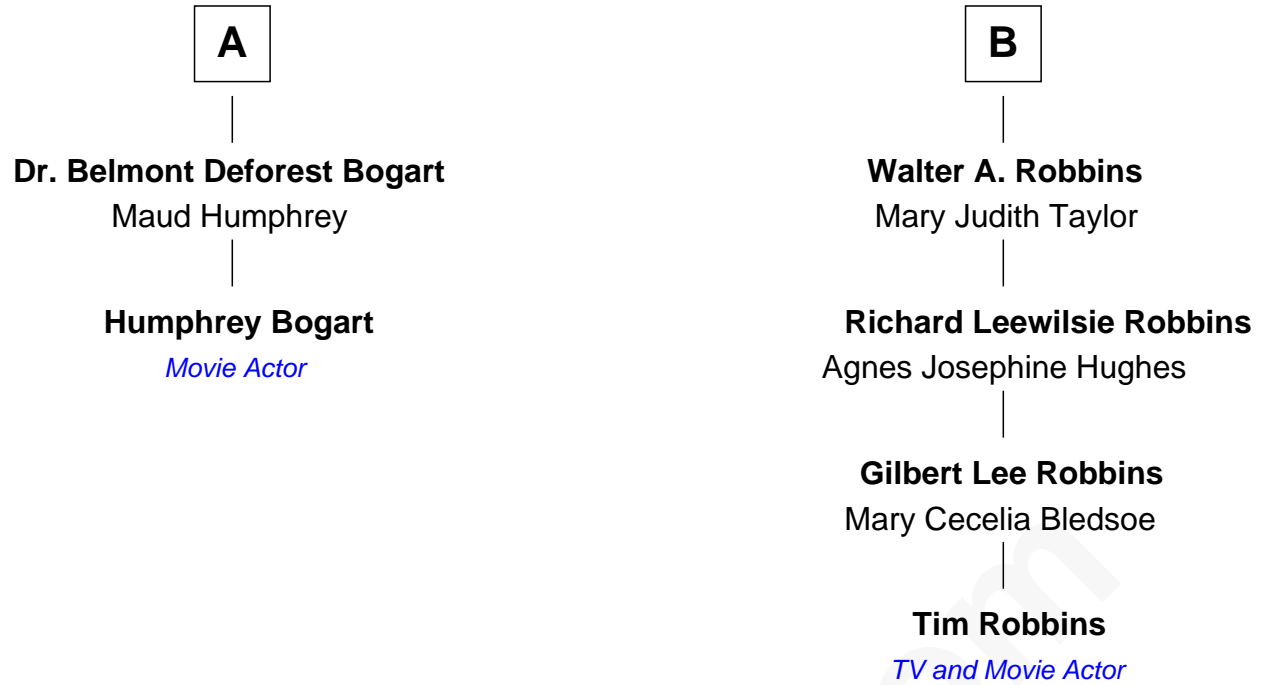 A
Dr. Belmont Deforest Bogart
Maud Humphrey
Humphrey Bogart
Movie Actor
B
Walter A. Robbins
Mary Judith Taylor
Richard Leewilsie Robbins
Agnes Josephine Hughes
Gilbert Lee Robbins
Mary Cecelia Bledsoe
Tim Robbins
TV and Movie Actor
om